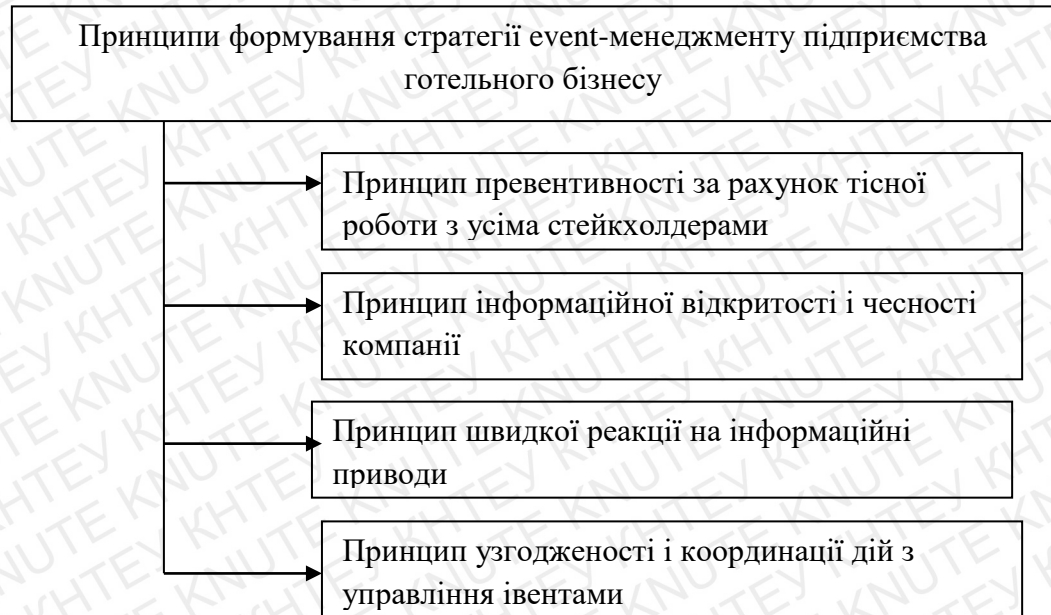 Принципи формування стратегії event-менеджменту підприємства
готельного бізнесу
Принцип превентивності за рахунок тісної
роботи з усіма стейкхолдерами
Принцип інформаційної відкритості і чесності
компанії
Принцип швидкої реакції на інформаційні
приводи
Принцип узгодженості і координації дій з
управління івентами